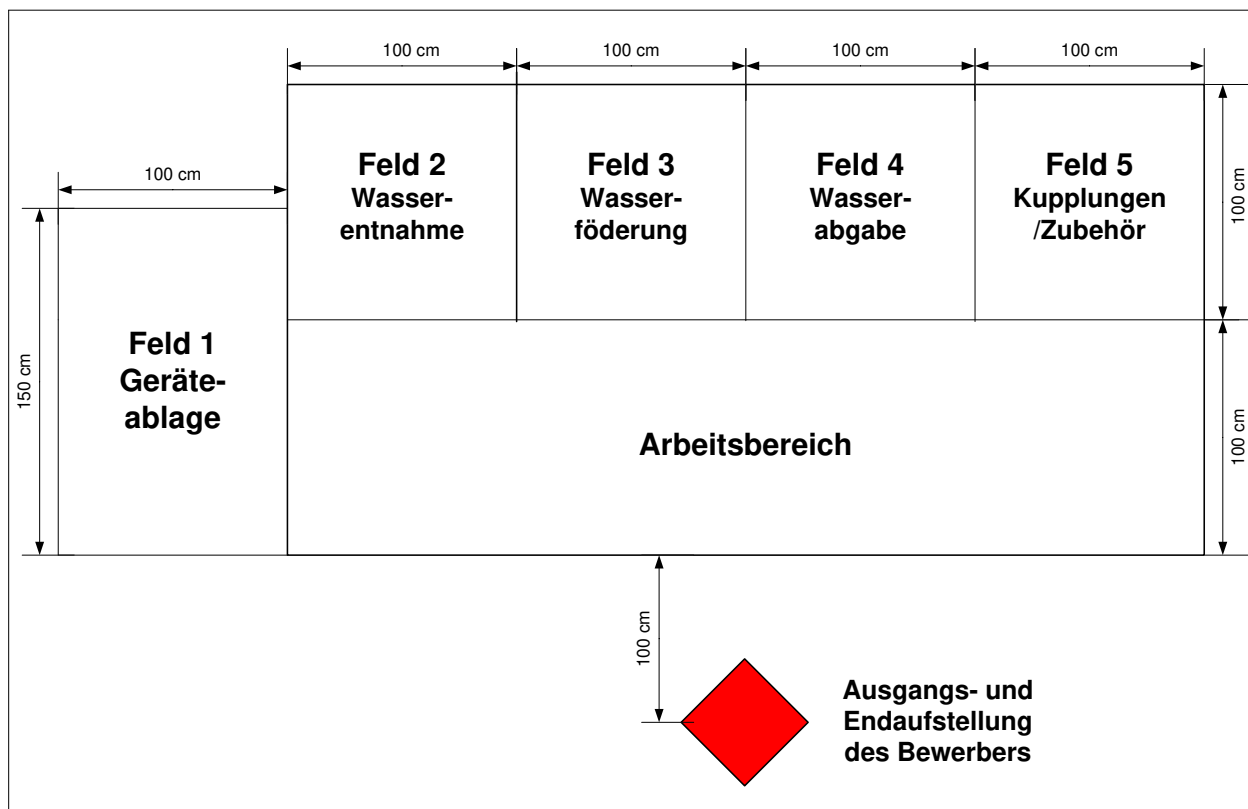 100 cm
100 cm
100 cm
100 cm
100 cm
Feld 2
Wasser-
entnahme
Feld 3
Wasser-
föderung
Feld 4
Wasser-
abgabe
Feld 5
Kupplungen
/Zubehör
100 cm
150 cm
Feld 1
Geräte-
ablage
Arbeitsbereich
100 cm
100 cm
Ausgangs- und
Endaufstellung
des Bewerbers